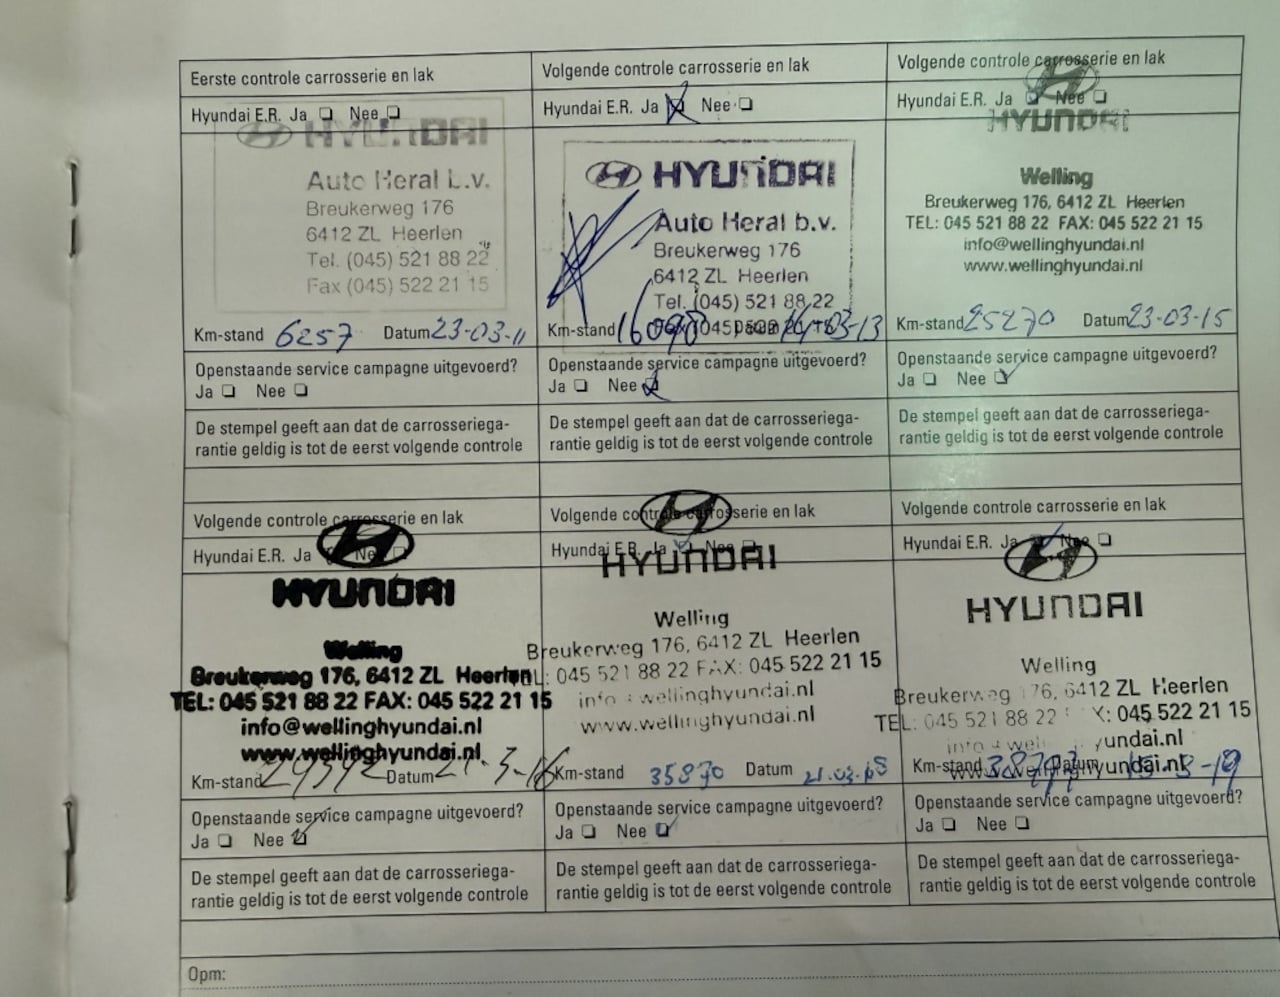 Eerste controle carrosserie en lak
Hyundai E.R. Ja Nee
HYUNDAI
Auto Heral b.v.
Breukerweg 176
6412 ZL Heerlen
Tel. (045) 521 88 22
Fax (045) 522 21 15
Km-stand 6257 Datum 23-03-11
Openstaande service campagne uitgevoerd?
Ja Nee
De stempel geeft aan dat de carrosseriega-
rantie geldig is tot de eerst volgende controle
Volgende controle carrosserie en lak
Hyundai E.R. Ja Nee
HYUNDAI
Auto Heral b.v.
Breukerweg 176
6412 ZL Heerlen
Tel. (045) 521 88 22
Km-stand 16090 Datum 14-03-13
Openstaande service campagne uitgevoerd?
Ja Nee
De stempel geeft aan dat de carrosseriega-
rantie geldig is tot de eerst volgende controle
Volgende controle carrosserie en lak
Hyundai E.R. Ja Nee
HYUNDAI
Welling
Breukerweg 176, 6412 ZL Heerlen
TEL: 045 521 88 22 FAX: 045 522 21 15
info@wellinghyundai.nl
www.wellinghyundai.nl
Km-stand 25270 Datum 23-03-15
Openstaande service campagne uitgevoerd?
Ja Nee
De stempel geeft aan dat de carrosseriega-
rantie geldig is tot de eerst volgende controle
Volgende controle carrosserie en lak
Hyundai E.R. Ja Nee
HYUNDAI
Welling
Breukerweg 176, 6412 ZL Heerlen
TEL: 045 521 88 22 FAX: 045 522 21 15
info@wellinghyundai.nl
www.wellinghyundai.nl
Km-stand Datum
Openstaande service campagne uitgevoerd?
Ja Nee
De stempel geeft aan dat de carrosseriega-
rantie geldig is tot de eerst volgende controle
Volgende controle carrosserie en lak
Hyundai E.R. Ja Nee
HYUNDAI
Welling
Breukerweg 176, 6412 ZL Heerlen
045 521 88 22 FAX: 045 522 21 15
info wellinghyundai.nl
www.wellinghyundai.nl
Km-stand 35870 Datum
Openstaande service campagne uitgevoerd?
Ja Nee
De stempel geeft aan dat de carrosseriega-
rantie geldig is tot de eerst volgende controle
Volgende controle carrosserie en lak
Hyundai E.R. Ja Nee
HYUNDAI
Welling
Breukerweg 176, 6412 ZL Heerlen
TEL: 045 521 88 22 045 522 21 15
Km-stand Datum
Openstaande service campagne uitgevoerd?
Ja Nee
De stempel geeft aan dat de carrosseriega-
rantie geldig is tot de eerst volgende controle
Opm: